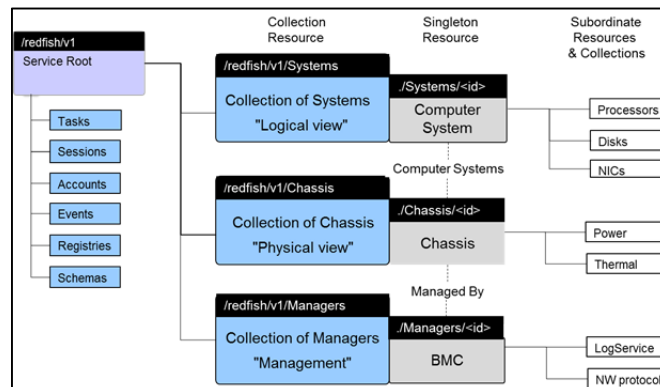 Collection
Resource
Singleton
Resource
Subordinate
Resources
& Collections
/redfish/v1
Service Root
Tasks
Sessions
Accounts
Events
Registries
Schemas
/redfish/v1/Systems
Collection of Systems
"Logical view"
./Systems/<id>
Computer
System
Processors
Disks
NICs
Computer Systems
/redfish/v1/Chassis
Collection of Chassis
"Physical view"
./Chassis/<id>
Chassis
Power
Thermal
Managed By
/redfish/v1/Managers
Collection of Managers
"Management"
./Managers/<id>
BMC
LogService
NW protocol